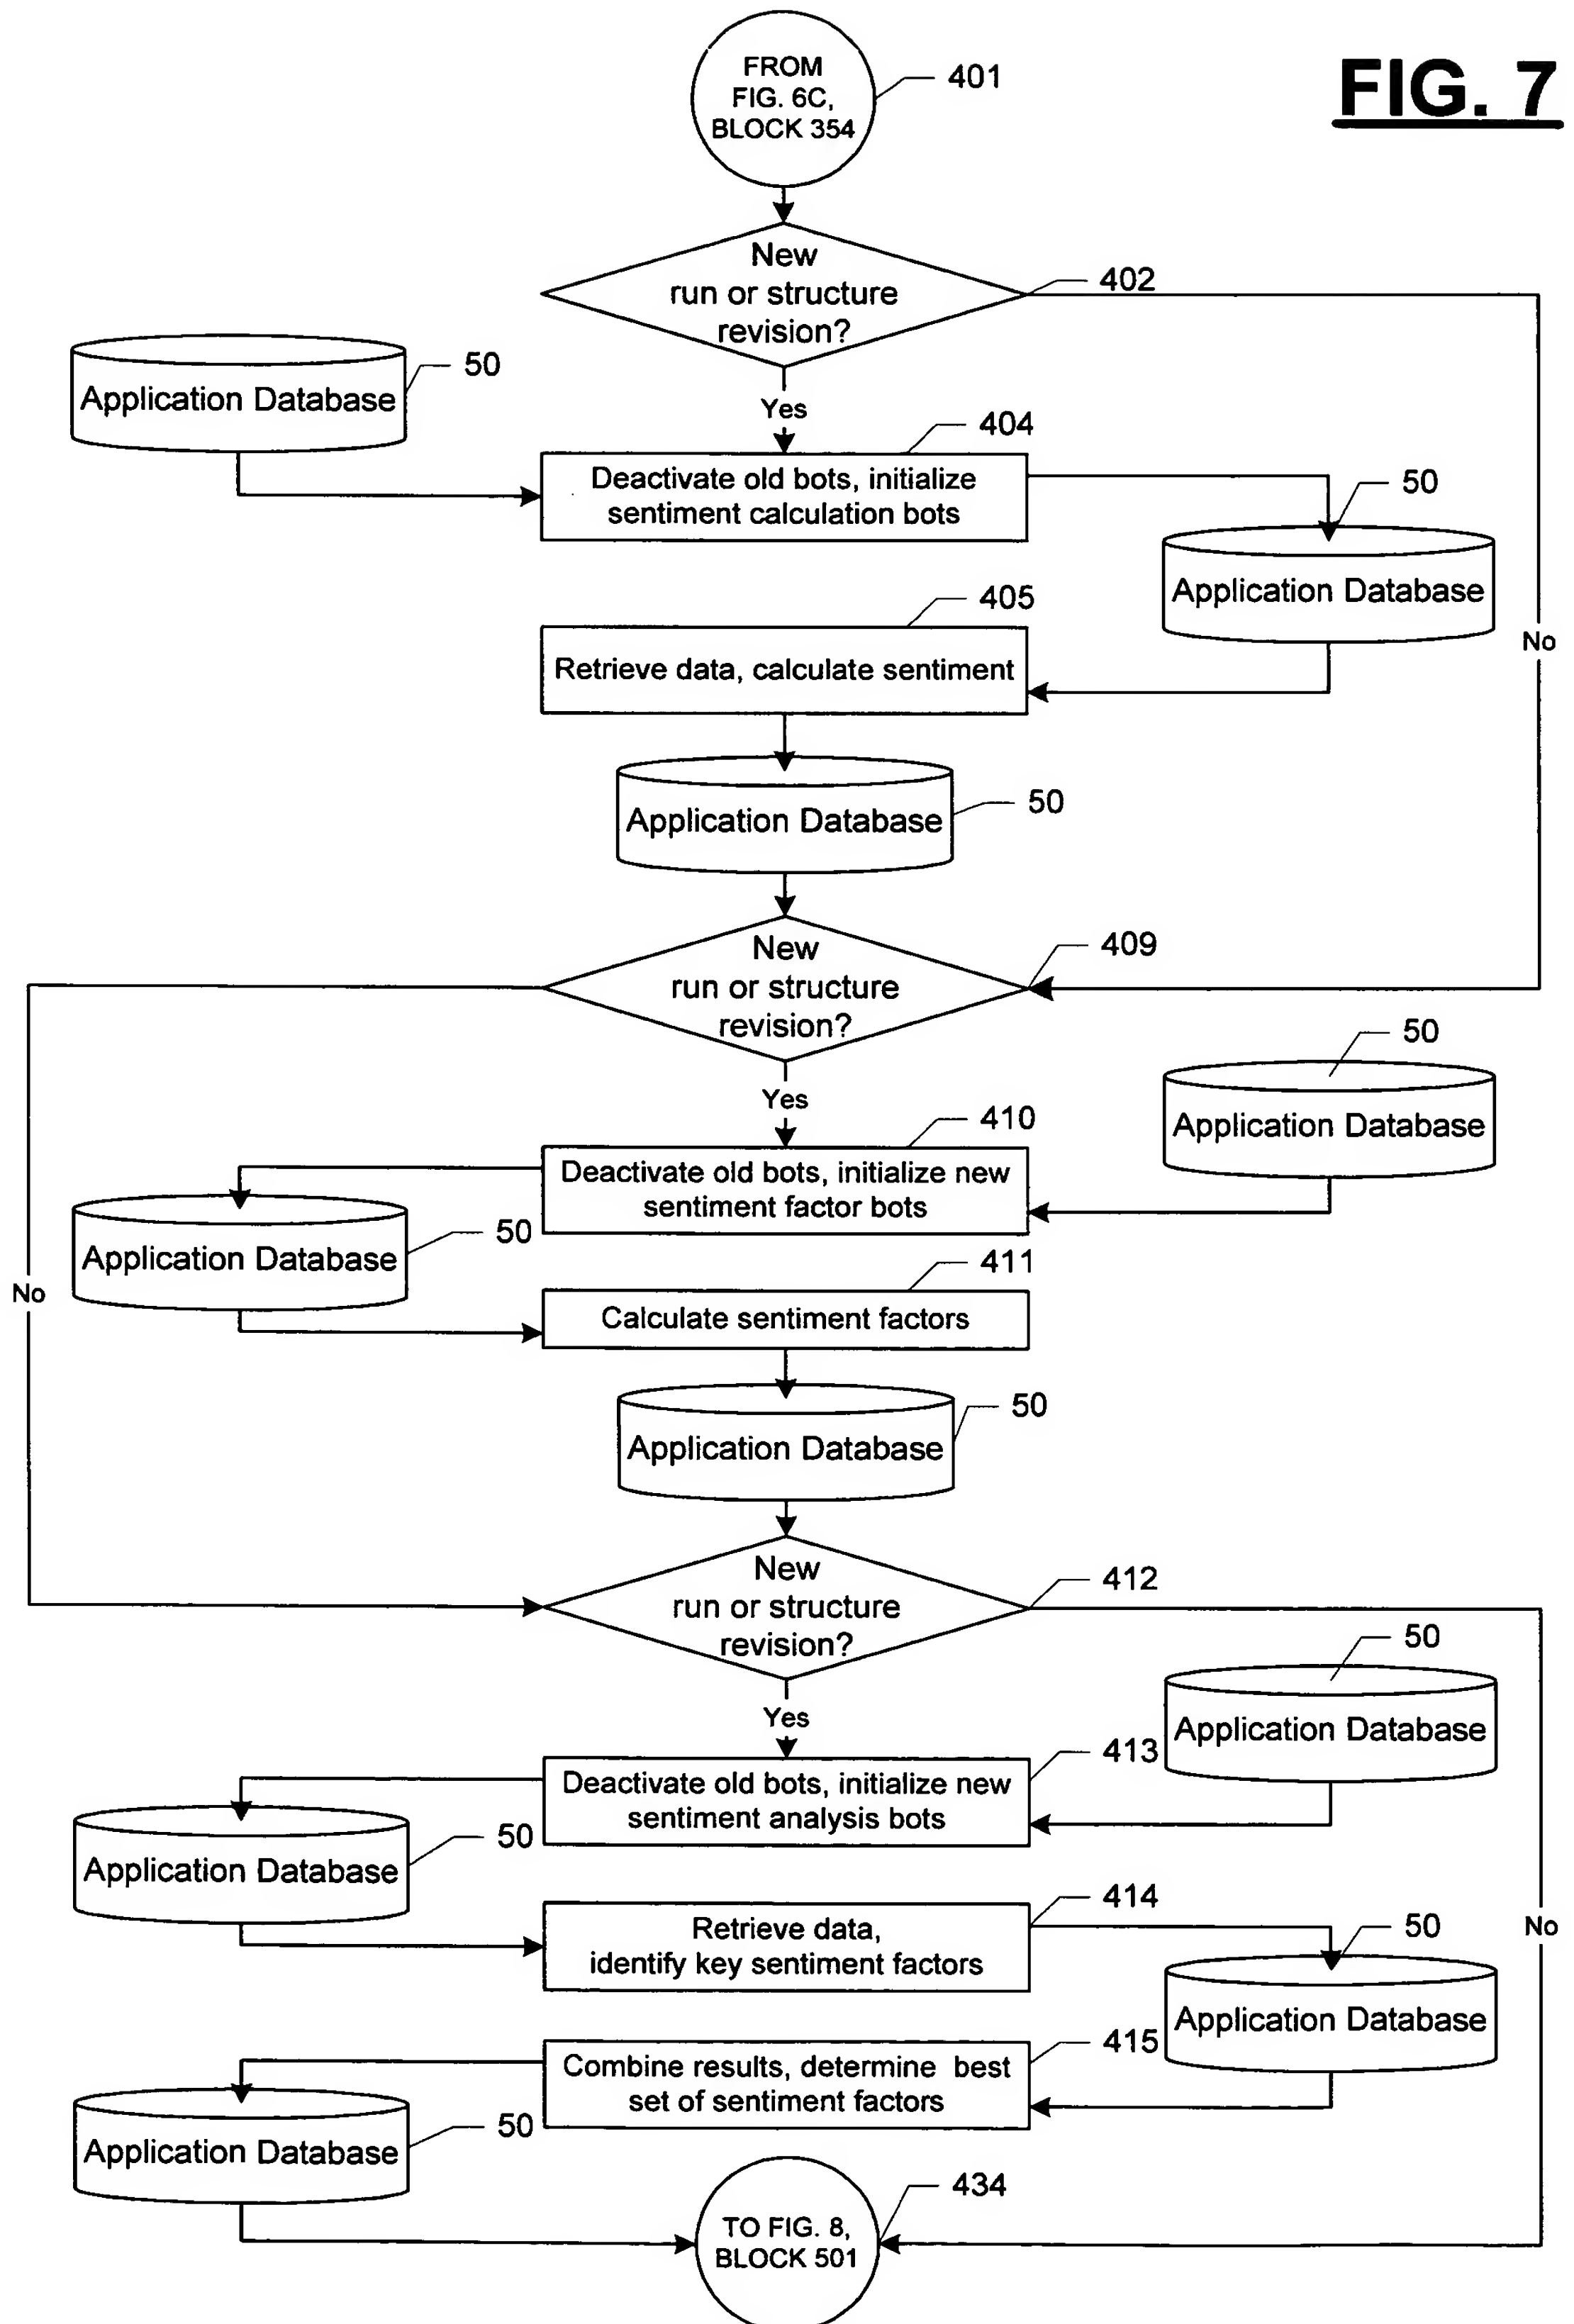 FIG. 7
FROM
FIG. 6C,
BLOCK 354
401
New
run or structure
revision?
402
Yes
No
Application Database
50
404
Deactivate old bots, initialize
sentiment calculation bots
50
Application Database
405
Retrieve data, calculate sentiment
Application Database
50
New
run or structure
revision?
409
Yes
No
50
Application Database
410
Deactivate old bots, initialize new
sentiment factor bots
Application Database
50
411
Calculate sentiment factors
Application Database
50
New
run or structure
revision?
412
Yes
No
50
Application Database
413
Deactivate old bots, initialize new
sentiment analysis bots
Application Database
50
414
Retrieve data,
identify key sentiment factors
50
Application Database
415
Combine results, determine best
set of sentiment factors
Application Database
50
434
TO FIG. 8,
BLOCK 501